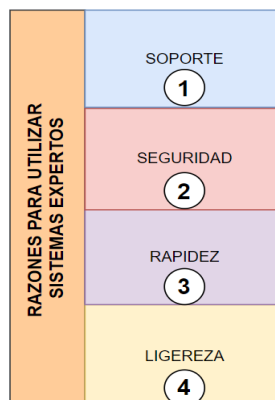 RAZONES PARA UTILIZAR
SISTEMAS EXPERTOS
SOPORTE
1
SEGURIDAD
2
RAPIDEZ
3
LIGEREZA
4